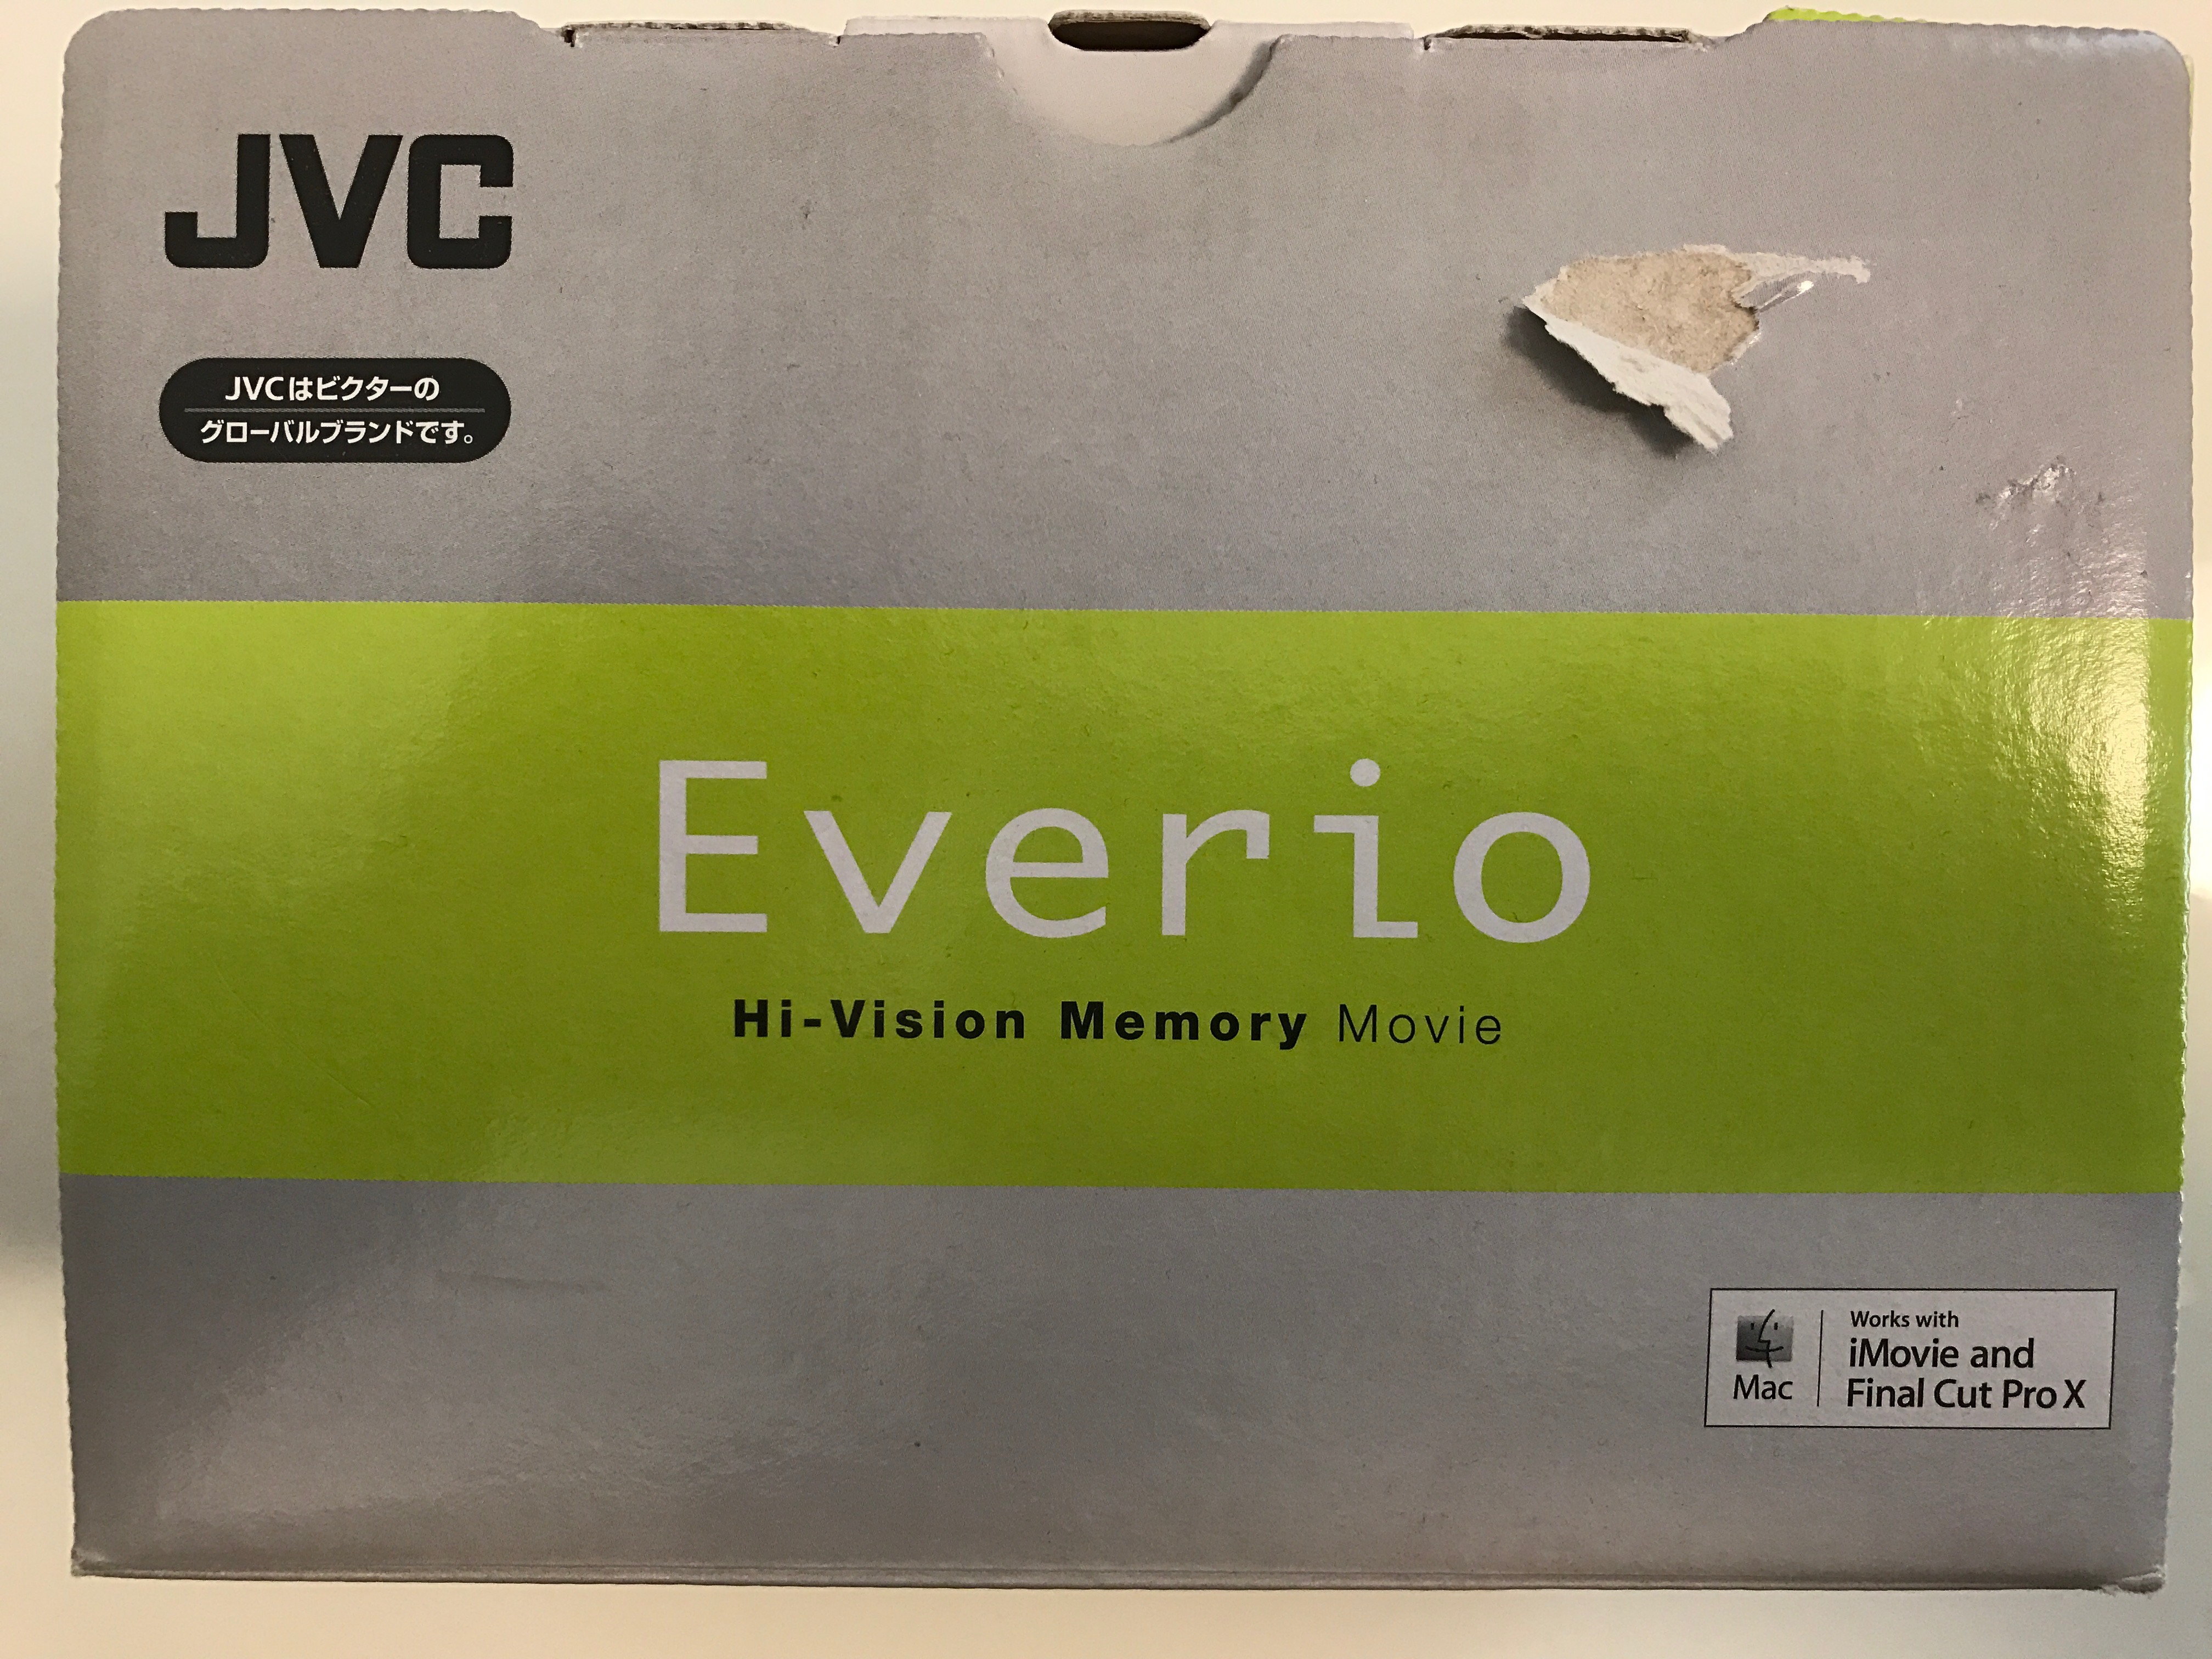 JVC
JVCはビクターの
グローバルブランドです。
Everio
Hi-Vision Memory Movie
Mac
Works with
iMovie and
Final Cut Pro X